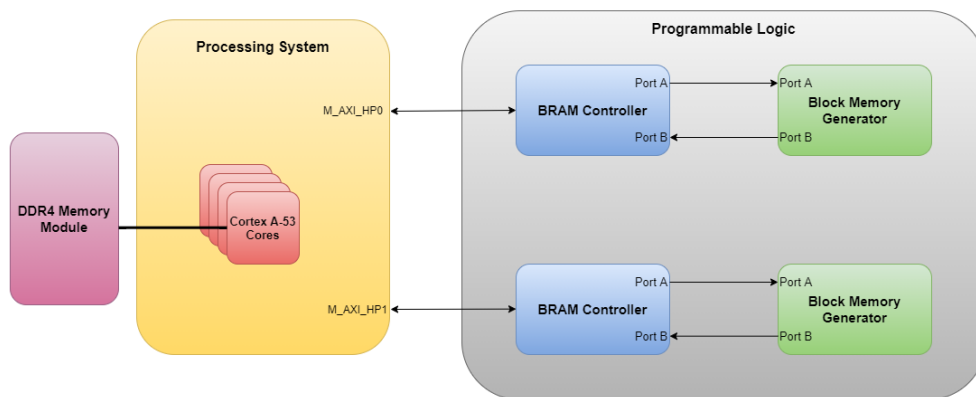 Processing System
Programmable Logic
M_AXI_HP0
BRAM Controller
Port A
Port B
Port A
Block Memory
Generator
Port B
DDR4 Memory
Module
Cortex A-53
Cores
M_AXI_HP1
BRAM Controller
Port A
Port B
Port A
Block Memory
Generator
Port B